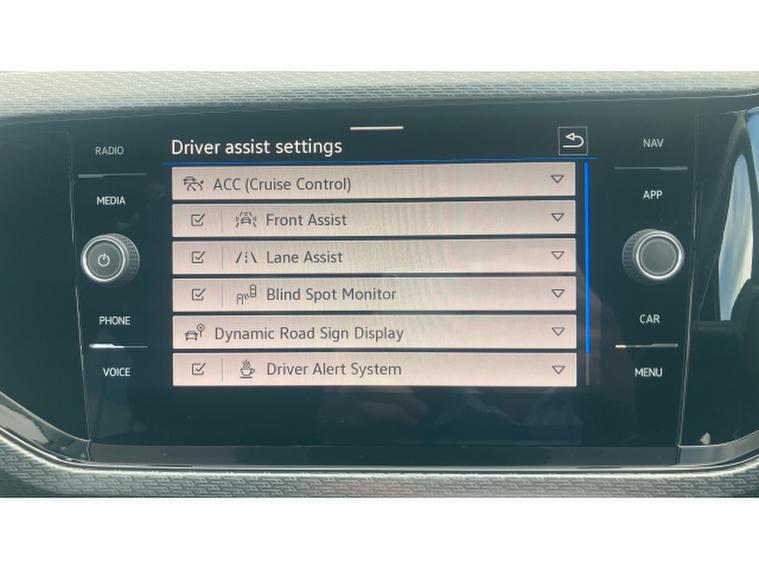 RADIO
MEDIA
PHONE
VOICE
Driver assist settings
ACC (Cruise Control)
Front Assist
Lane Assist
Blind Spot Monitor
Dynamic Road Sign Display
Driver Alert System
NAV
APP
CAR
MENU